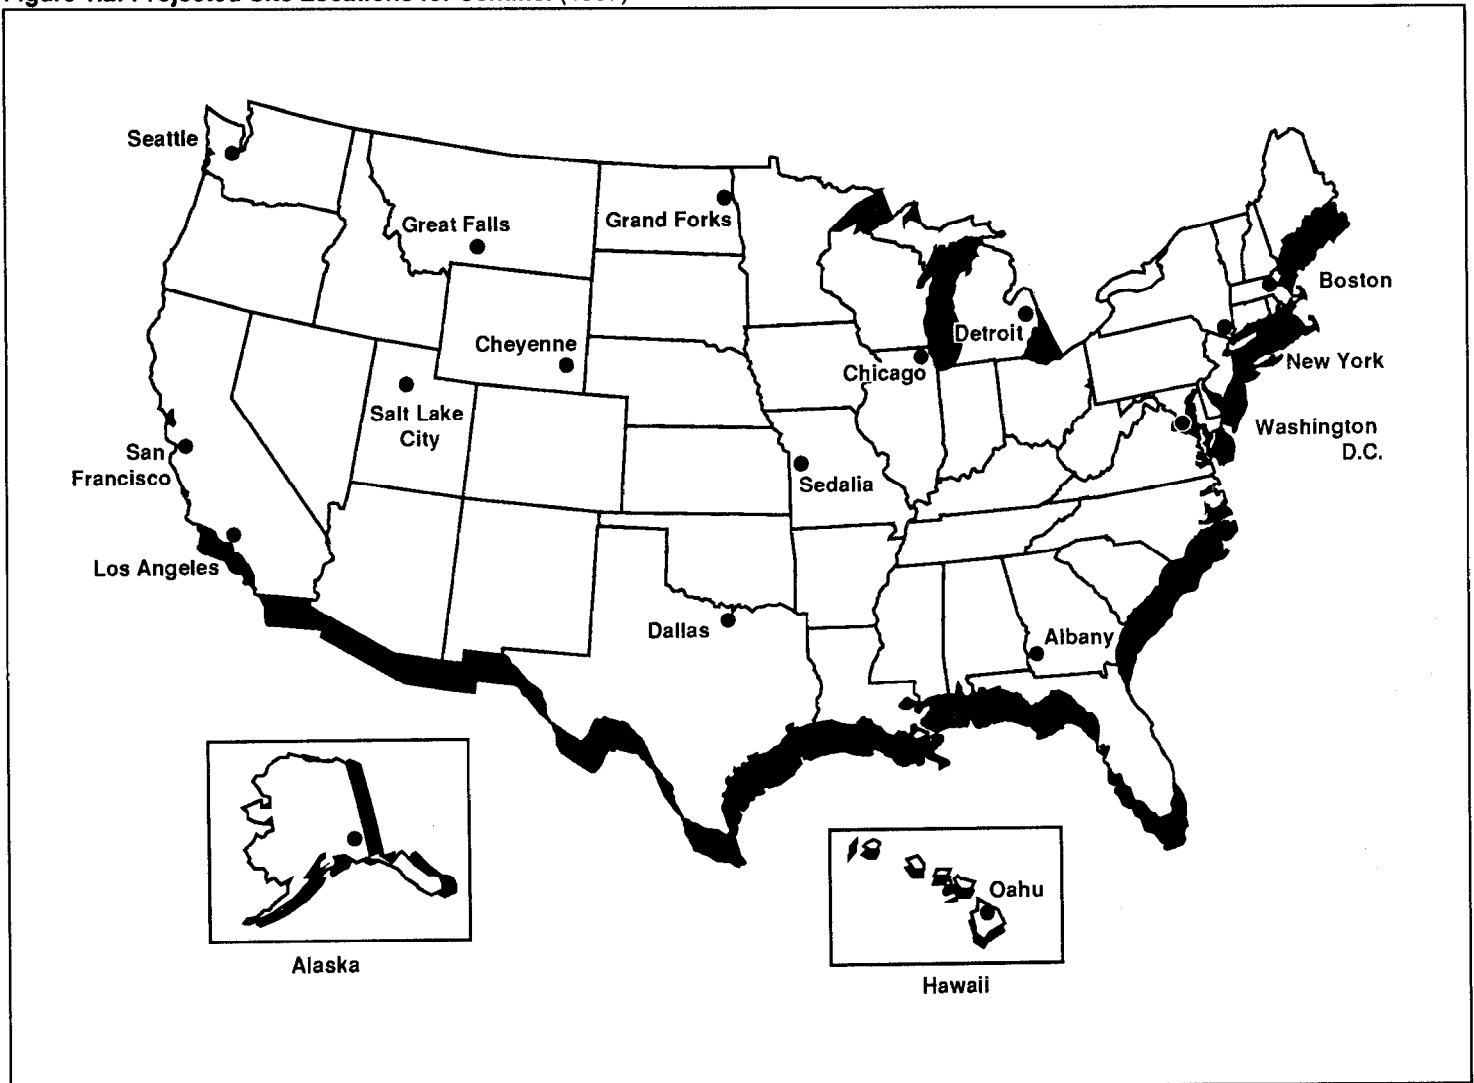 Seattle
Great Falls
Grand Forks
Boston
Detroit
Cheyenne
New York
Chicago
Salt Lake
City
Washington
D.C.
San
Francisco
Sedalia
Los Angeles
Dallas
Albany
Oahu
Alaska
Hawaii